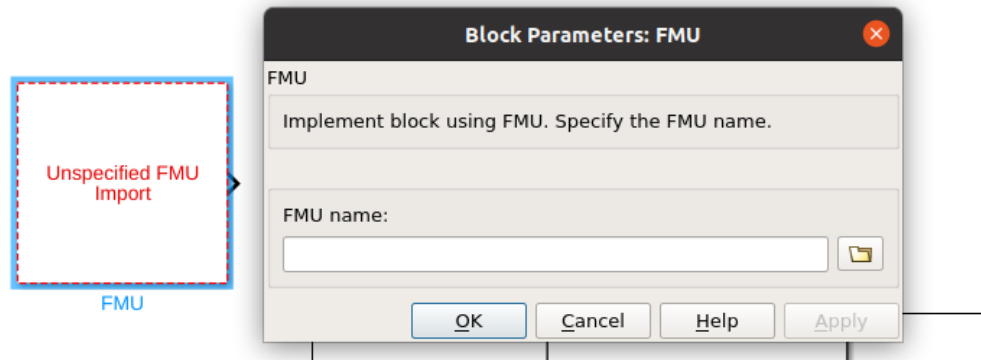 Block Parameters: FMU
FMU
Implement block using FMU. Specify the FMU name.
Unspecified FMU
Import
FMU name:
OK
Cancel
Help
Apply
FMU